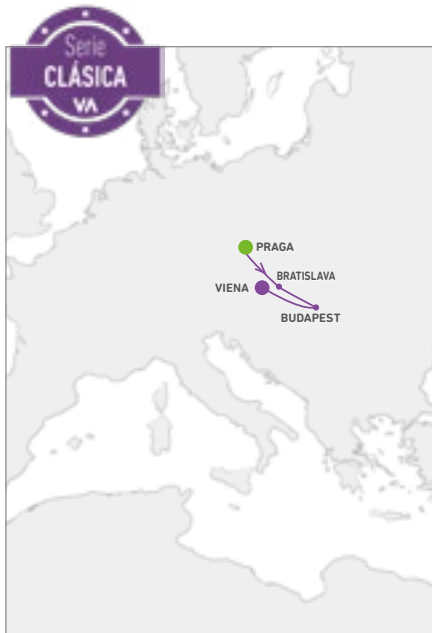 Serie
CLÁSICA
VA
PRAGA
BRATISLAVA
VIENA
BUDAPEST